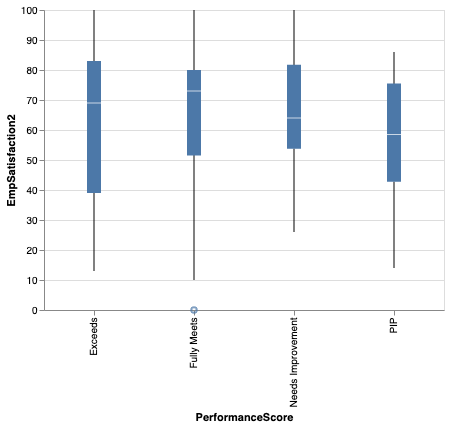 100
90
80
70
60
50
40
30
20
10
0
EmpSatisfaction2
Exceeds
Fully Meets
Needs Improvement
PIP
PerformanceScore